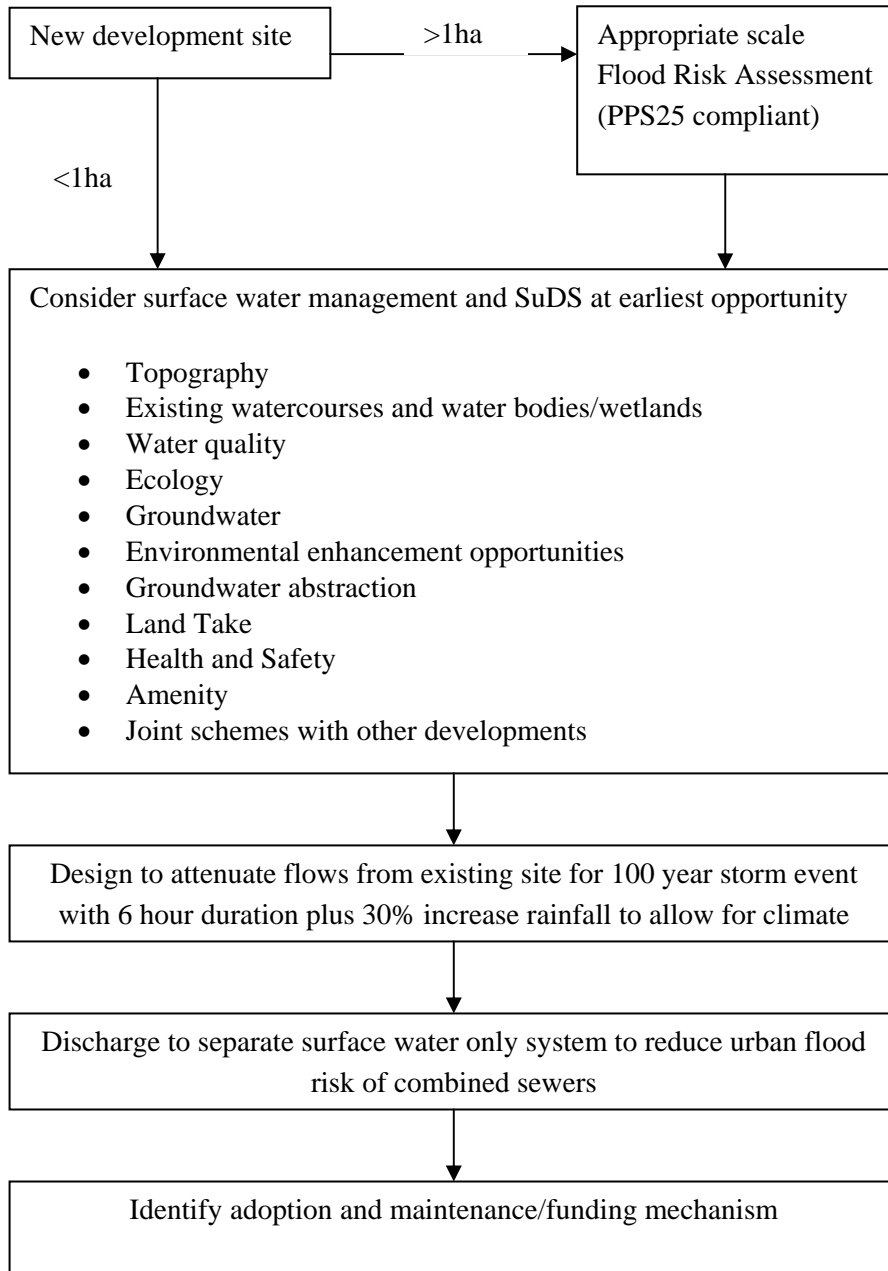 New development site
>1ha
Appropriate scale
Flood Risk Assessment
(PPS25 compliant)
<1ha
Consider surface water management and SuDS at earliest opportunity
• Topography
• Existing watercourses and water bodies/wetlands
• Water quality
• Ecology
• Groundwater
• Environmental enhancement opportunities
• Groundwater abstraction
• Land Take
• Health and Safety
• Amenity
• Joint schemes with other developments
Design to attenuate flows from existing site for 100 year storm event
with 6 hour duration plus 30% increase rainfall to allow for climate
Discharge to separate surface water only system to reduce urban flood
risk of combined sewers
Identify adoption and maintenance/funding mechanism